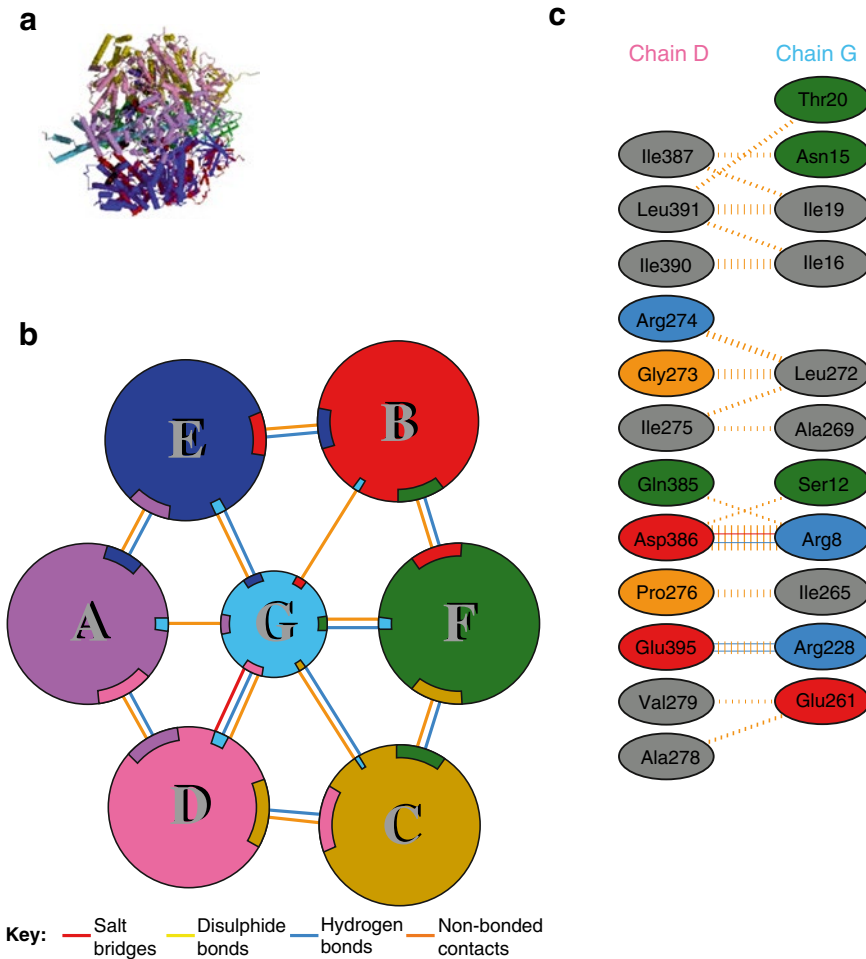 a
b
E
B
A
G
F
D
C
Key:
Salt bridges
Disulphide bonds
Hydrogen bonds
Non-bonded contacts
c
Chain D Chain G
Thr20
Ile387 Asn15
Leu391 Ile19
Ile390 Ile16
Arg274
Gly273 Leu272
Ile275 Ala269
Gln385 Ser12
Asp386 Arg8
Pro276 Ile265
Glu395 Arg228
Val279 Glu261
Ala278